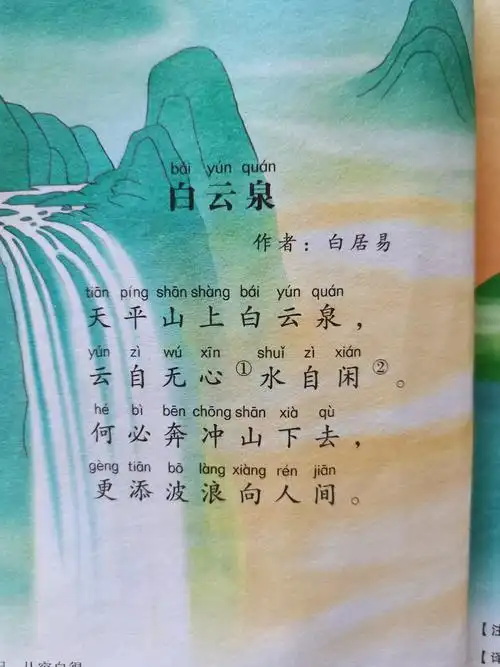 bái yún quán
白云泉
作者：白居易
tiān píng shān shàng bái yún quán
天平山上白云泉，
yún zì wú xīn shuǐ zì xián
云自无心①水自闲②。
hé bì bēn chōng shān xià qù
何必奔冲山下去，
gèng tiān bō làng xiàng rén jiān
更添波浪向人间。
【注
【译